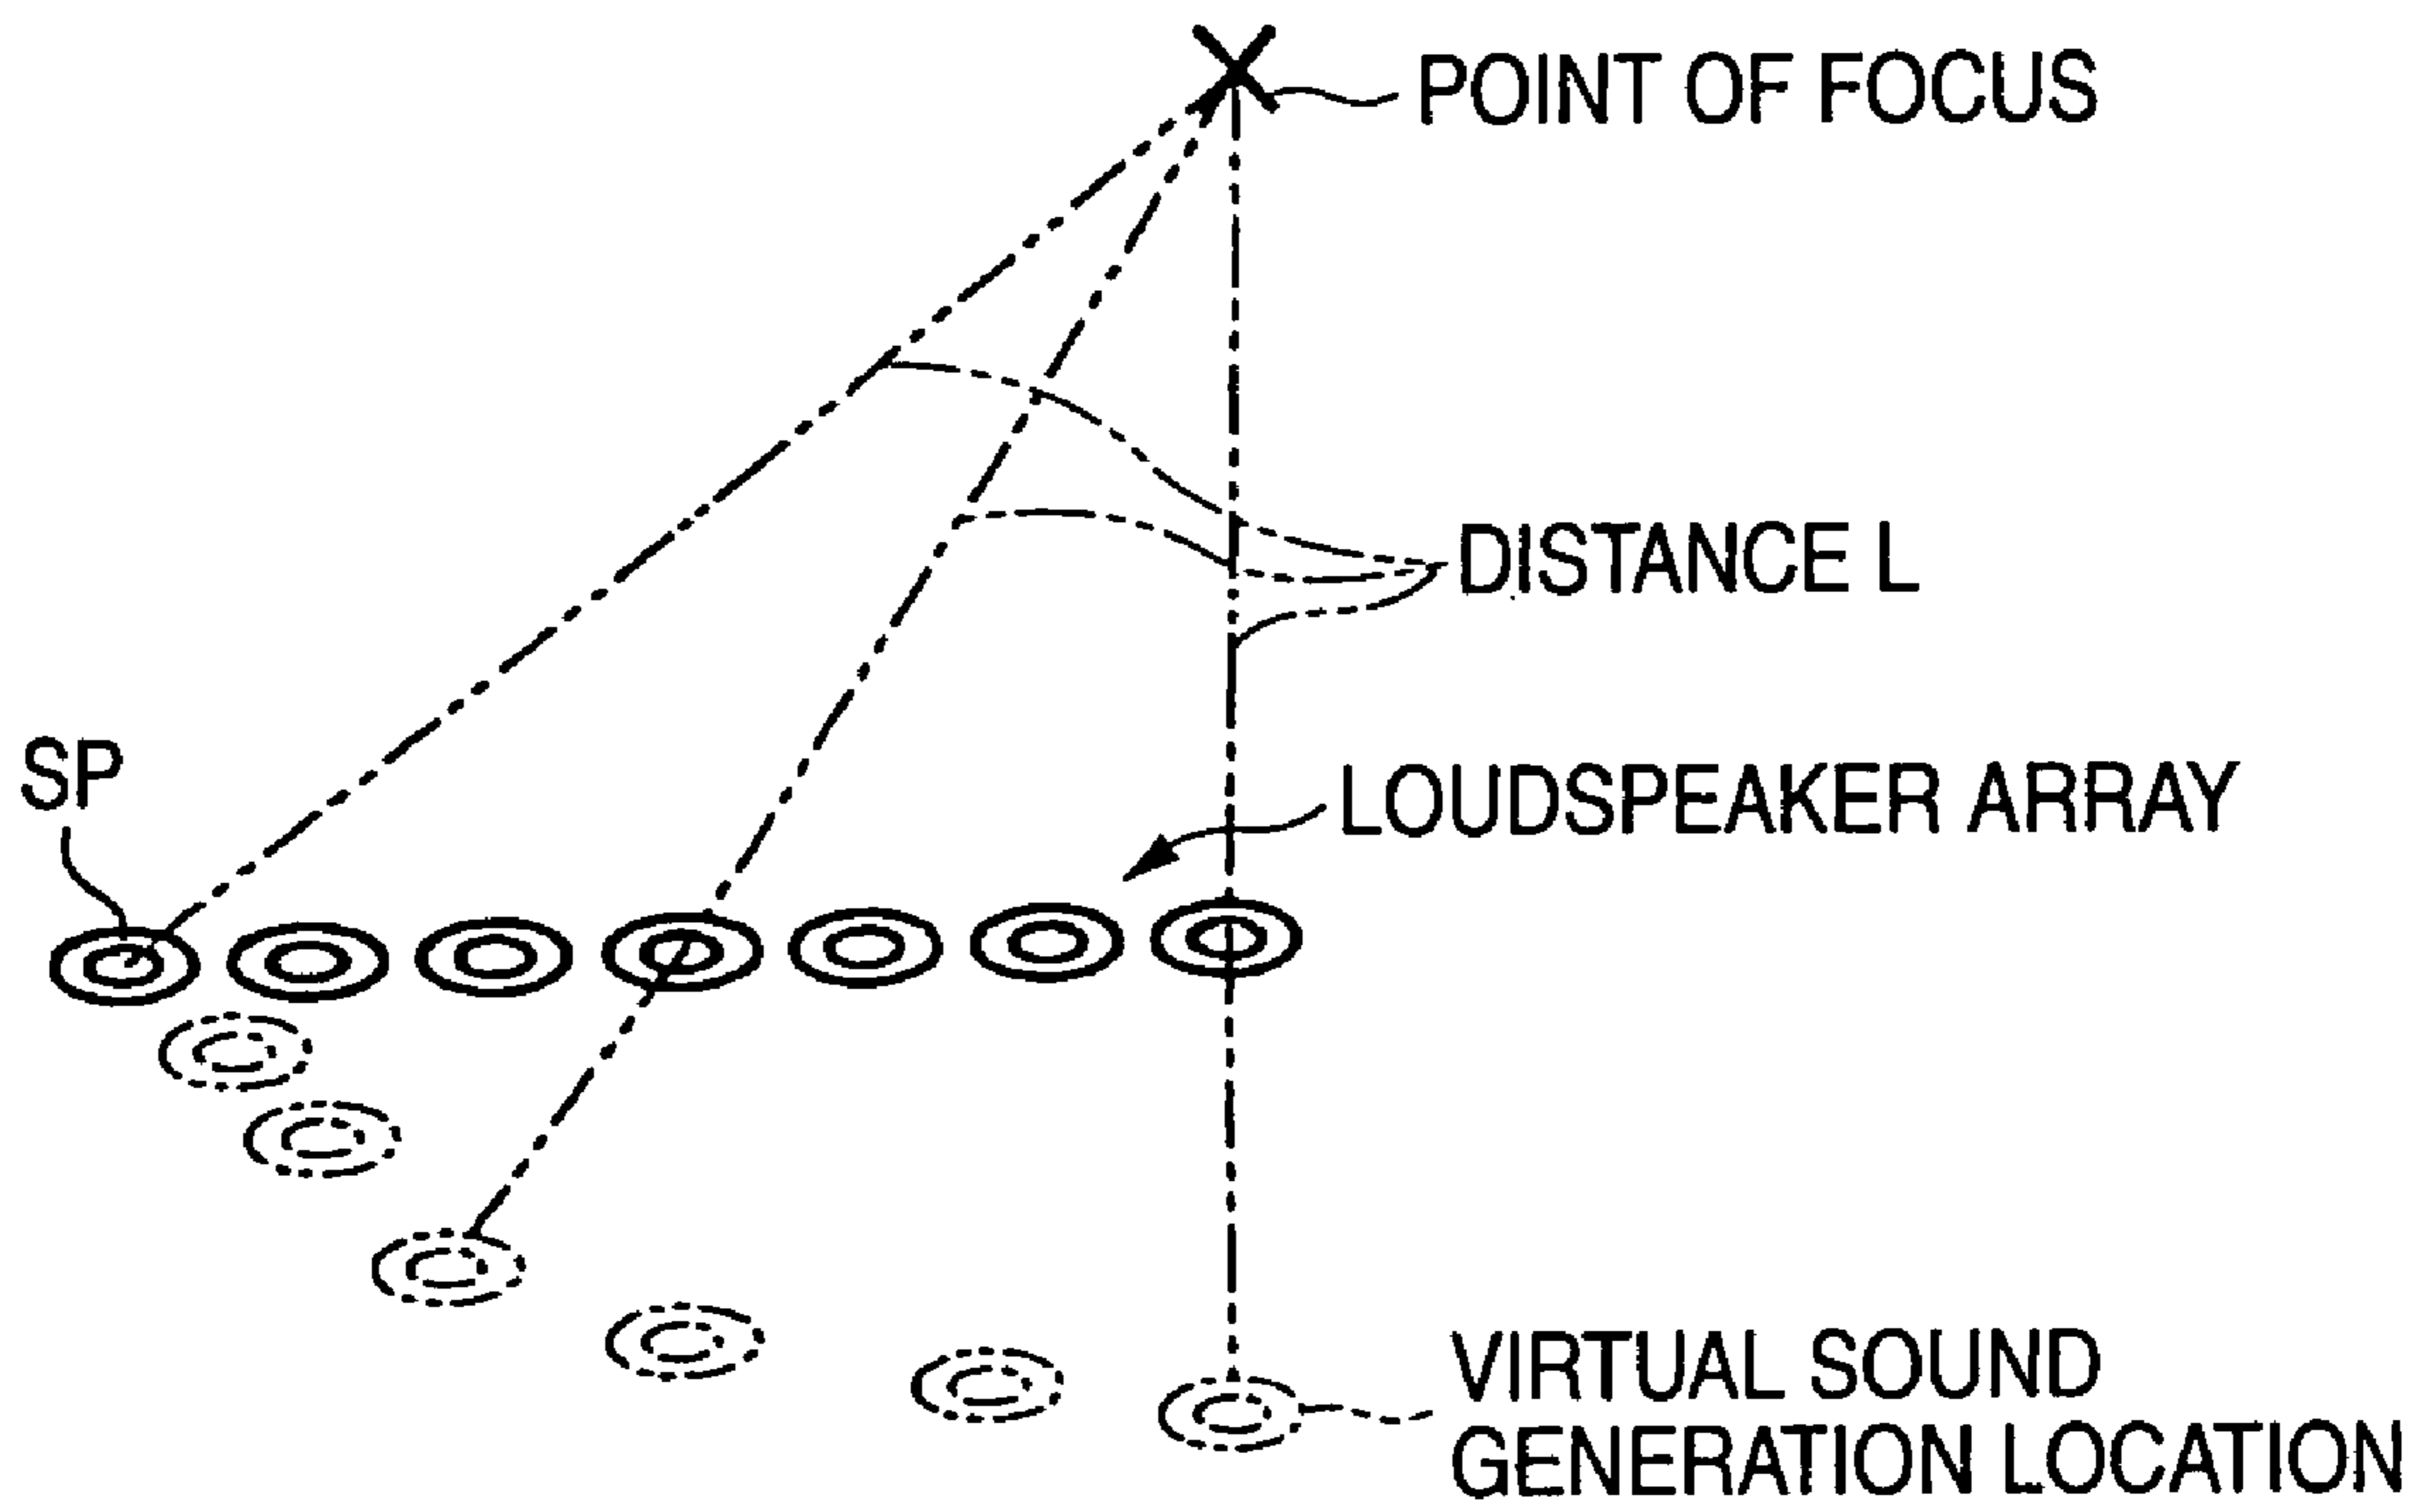 POINT OF FOCUS
DISTANCE L
SP
LOUDSPEAKER ARRAY
VIRTUAL SOUND
GENERATION LOCATION